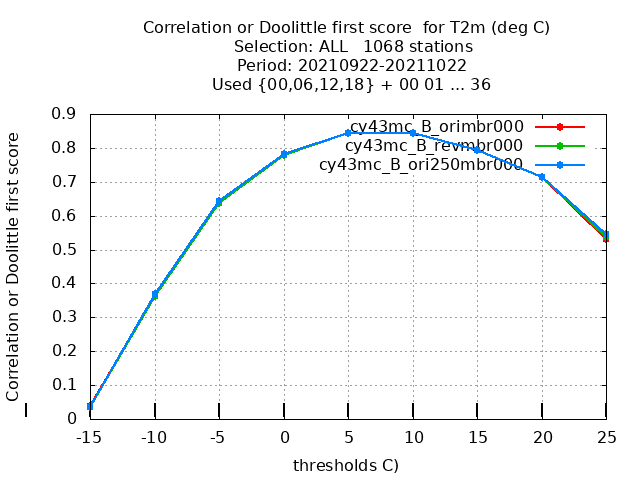 Correlation or Doolittle first score  for T2m (deg C)
Selection: ALL   1068 stations
Period: 20210922-20211022
Used {00,06,12,18} + 00 01 ... 36
Correlation or Doolittle first score
cy43mc_B_orimbr000
cy43mc_B_revmbr000
cy43mc_B_ori250mbr000
0.9
0.8
0.7
0.6
0.5
0.4
0.3
0.2
0.1
0
-15 -10 -5 0 5 10 15 20 25
thresholds C)